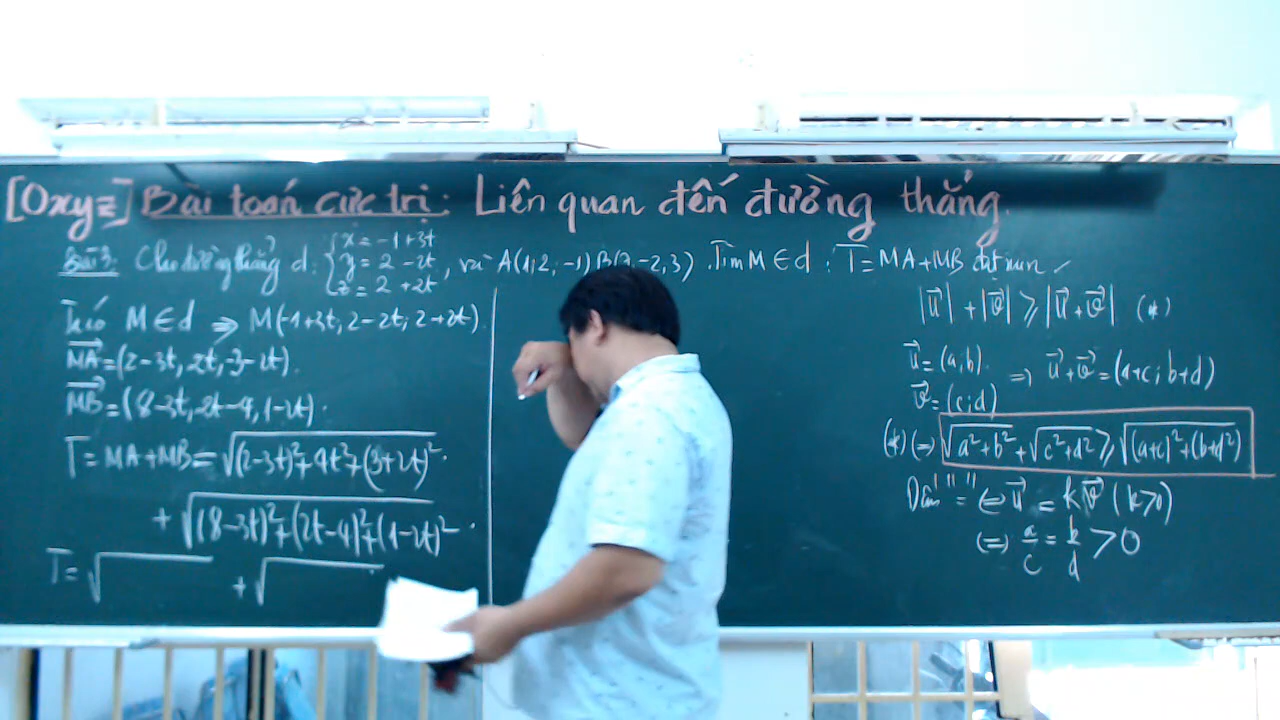 [Oxyz] Bài toán cực trị: Liên quan đến đường thẳng.
Bài 3: Cho đường thẳng d: { x = -1 + 3t
y = 2 - 2t , và A(1; 2; -1) B( -2, 3) . Tìm M ∈ d : T = MA + MB đạt min
z = 2 + 2t
M ∈ d ⇒ M(-1+3t; 2-2t; 2+2t).
MA = (2-3t, 2t, -3-2t).
MB = (8-3t, 2t-4, 1-2t).
T = MA + MB = √(2-3t)²+4t²+(3+2t)².
+ √(8-3t)²+(2t-4)²+(1-2t)².
T = √ + √
|u| + |v| ≥ |u + v| (*)
u = (a;b)
v = (c;d) ⇒ u + v = (a+c; b+d)
(*) ⇔ √a²+b² + √c²+d² ≥ √(a+c)²+(b+d)²
Dấu "=" ⇔ u = kv (k>0)
⇔ a/c = b/d > 0